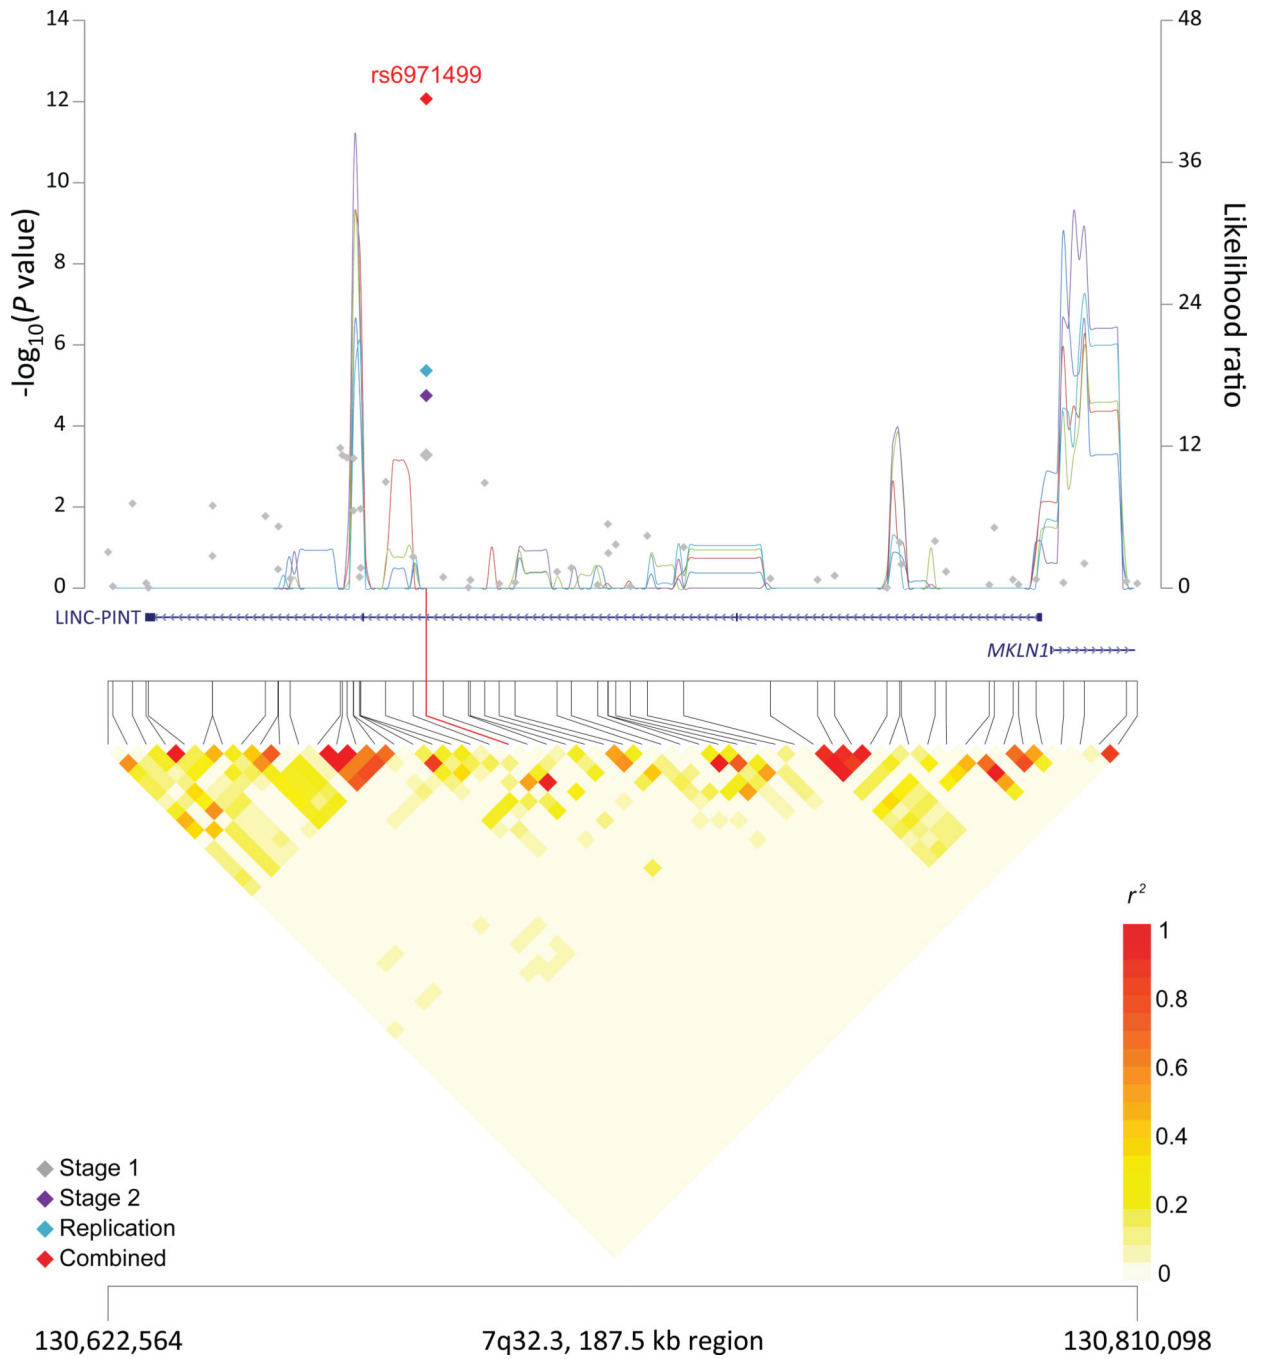 14
12
10
8
6
4
2
0
-log10(P value)
rs6971499
48
36
24
12
0
Likelihood ratio
LINC-PINT
MKLN1
r²
1
0.8
0.6
0.4
0.2
0
Stage 1
Stage 2
Replication
Combined
130,622,564
7q32.3, 187.5 kb region
130,810,098